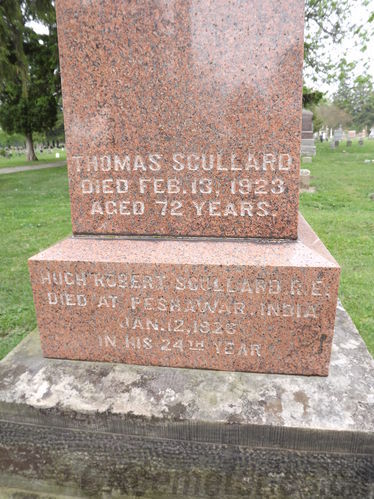 THOMAS SCULLARD
DIED FEB. 13, 1923
AGED 72 YEARS.
HUGH ROBERT SCULLARD R.E.
DIED AT PESHAWAR, INDIA
JAN. 12, 1926
IN HIS 24TH YEAR